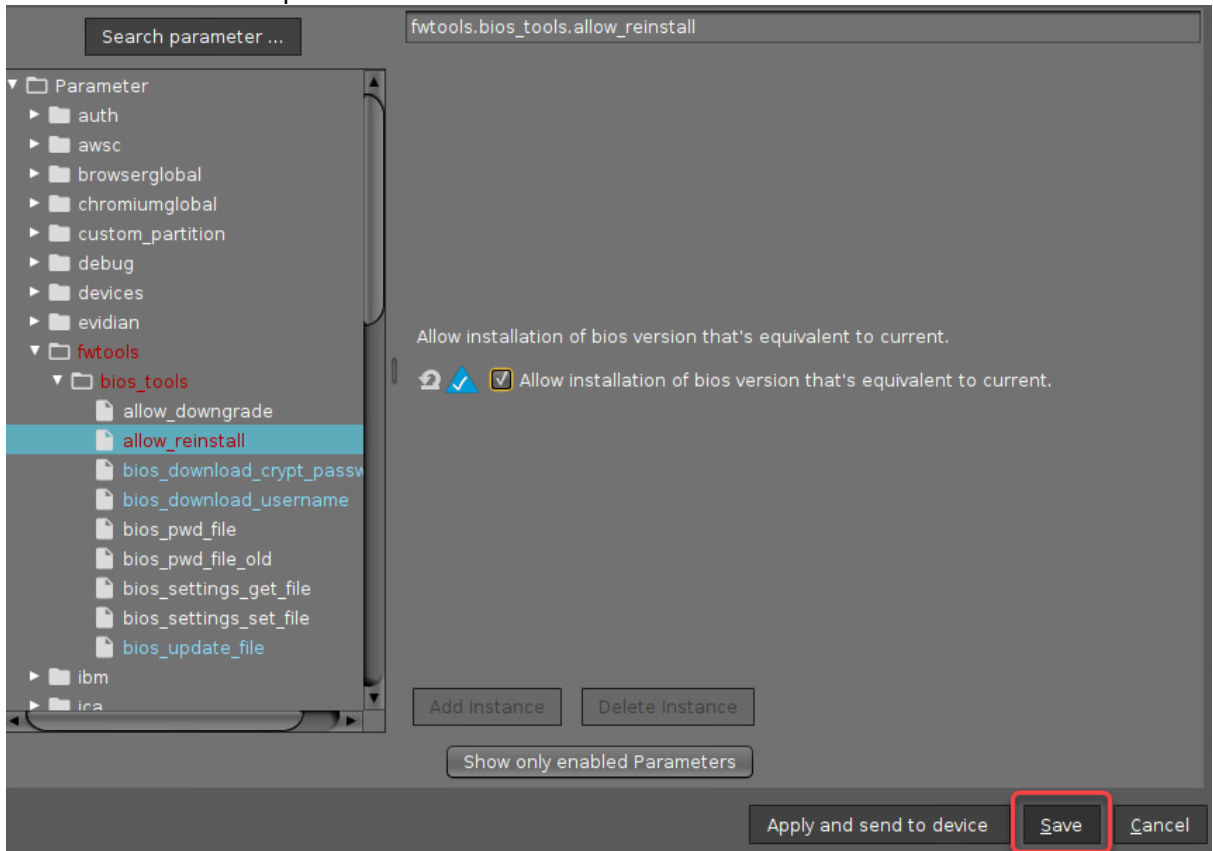 Search parameter ...
fwtools.bios_tools.allow_reinstall
Parameter
auth
awsc
browserglobal
chromiumglobal
custom_partition
debug
devices
evidian
fwtools
bios_tools
allow_downgrade
allow_reinstall
bios_download_crypt_passw
bios_download_username
bios_pwd_file
bios_pwd_file_old
bios_settings_get_file
bios_settings_set_file
bios_update_file
ibm
ica
Allow installation of bios version that's equivalent to current.
Allow installation of bios version that's equivalent to current.
Add Instance Delete Instance
Show only enabled Parameters
Apply and send to device Save Cancel